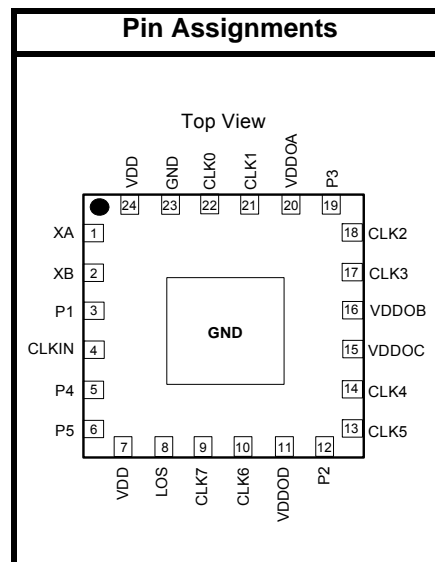 Pin Assignments
Top View
VDD
GND
CLK0
CLK1
VDDOA
P3
24
23
22
21
20
19
XA
1
18
CLK2
XB
2
17
CLK3
P1
3
16
VDDOB
CLKIN
4
GND
15
VDDOC
P4
5
14
CLK4
P5
6
13
CLK5
7
8
9
10
11
12
VDD
LOS
CLK7
CLK6
VDDOD
P2